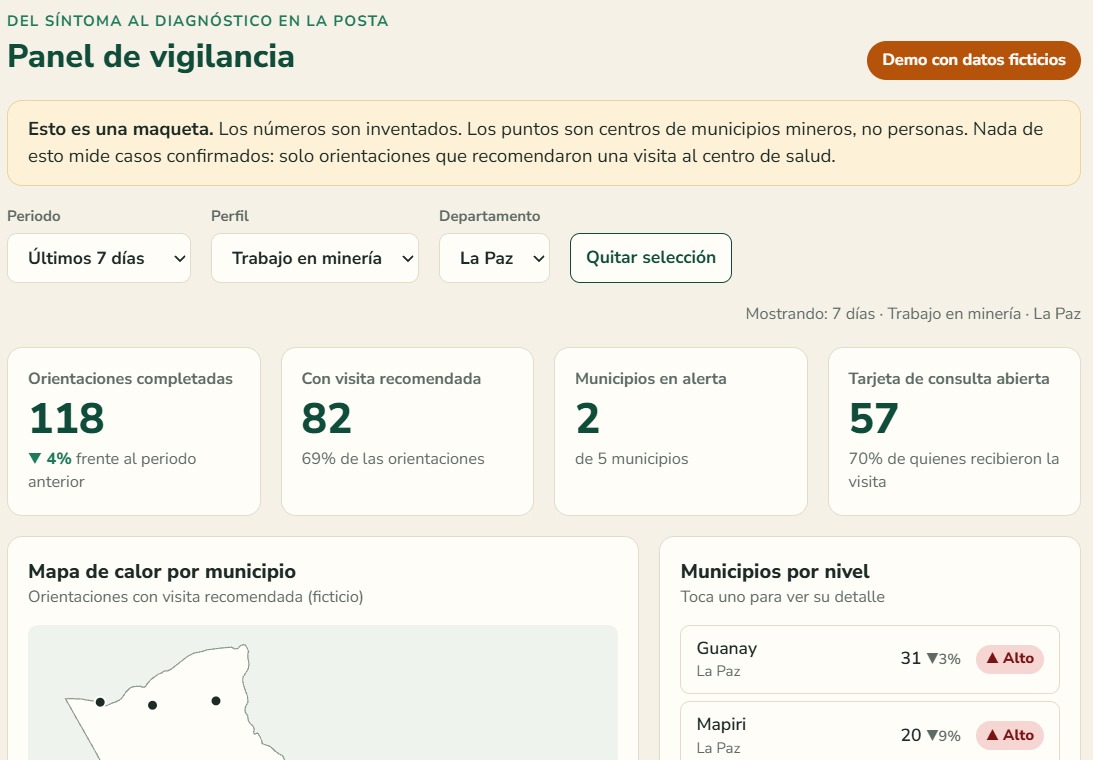 DEL SÍNTOMA AL DIAGNÓSTICO EN LA POSTA
Panel de vigilancia
Demo con datos ficticios
Esto es una maqueta. Los números son inventados. Los puntos son centros de municipios mineros, no personas. Nada de
esto mide casos confirmados: solo orientaciones que recomendaron una visita al centro de salud.
Periodo
Perfil
Departamento
Últimos 7 días
Trabajo en minería
La Paz
Quitar selección
Mostrando: 7 días · Trabajo en minería · La Paz
Orientaciones completadas
118
▼ 4% frente al periodo
anterior
Con visita recomendada
82
69% de las orientaciones
Municipios en alerta
2
de 5 municipios
Tarjeta de consulta abierta
57
70% de quienes recibieron la
visita
Mapa de calor por municipio
Orientaciones con visita recomendada (ficticio)
Municipios por nivel
Toca uno para ver su detalle
Guanay
La Paz
31 ▼3%
▲ Alto
Mapiri
La Paz
20 ▼9%
▲ Alto